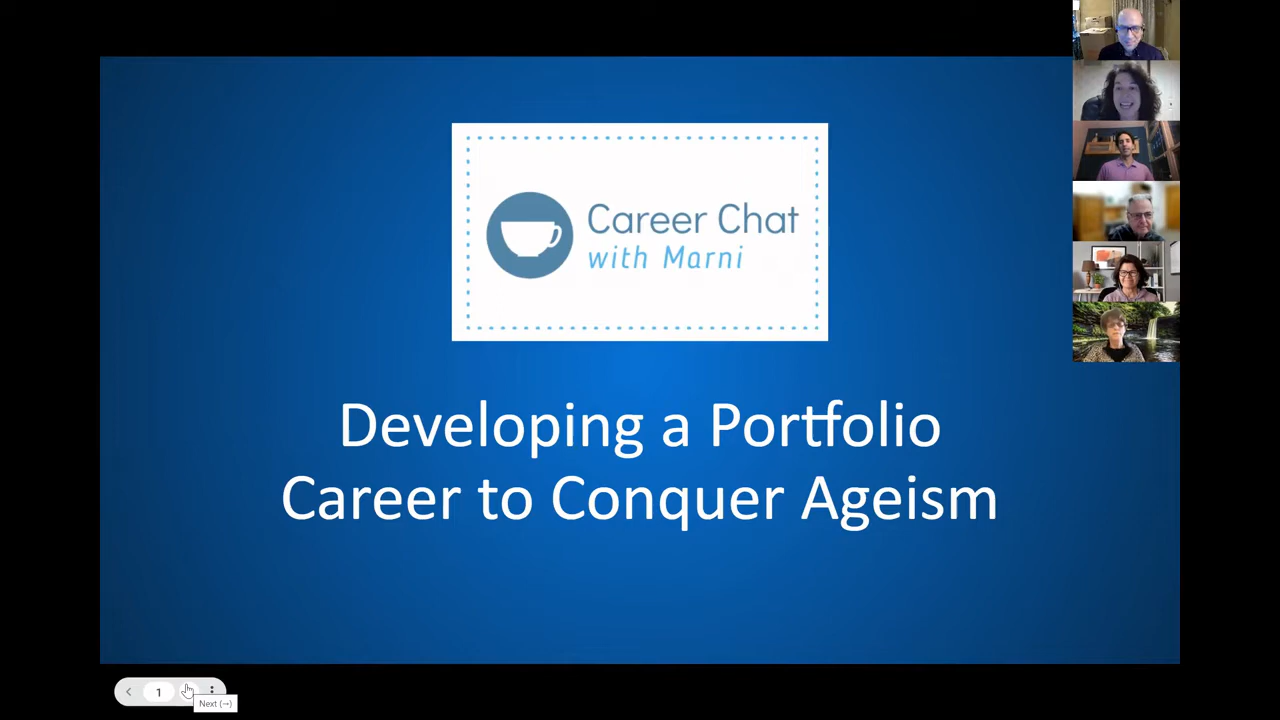 Career Chat
with Marni
Developing a Portfolio
Career to Conquer Ageism
1
Next (→)